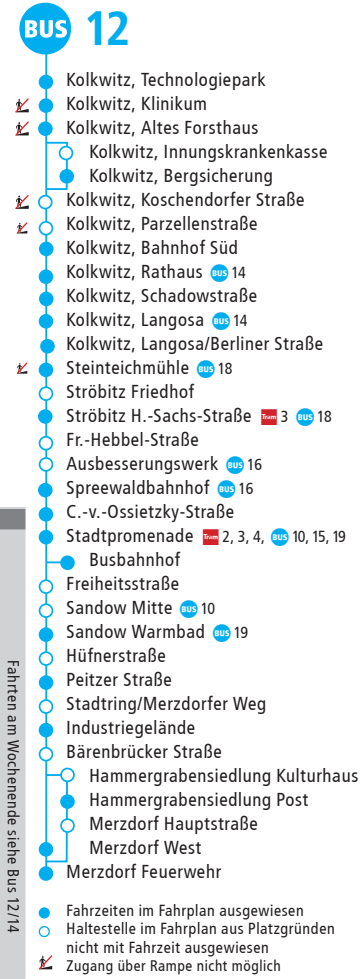 BUS 12
Kolkwitz, Technologiepark
Kolkwitz, Klinikum
Kolkwitz, Altes Forsthaus
Kolkwitz, Innungskrankenkasse
Kolkwitz, Bergsicherung
Kolkwitz, Koschendorfer Straße
Kolkwitz, Parzellenstraße
Kolkwitz, Bahnhof Süd
Kolkwitz, Rathaus BUS 14
Kolkwitz, Schadowstraße
Kolkwitz, Langosa BUS 14
Kolkwitz, Langosa/Berliner Straße
Steinteichmühle BUS 18
Ströbitz Friedhof
Ströbitz H.-Sachs-Straße Tram 3 BUS 18
Fr.-Hebbel-Straße
Ausbesserungswerk BUS 16
Spreewaldbahnhof BUS 16
C.-v.-Ossietzky-Straße
Stadtpromenade Tram 2, 3, 4, BUS 10, 15, 19
Busbahnhof
Freiheitsstraße
Sandow Mitte BUS 10
Sandow Warmbad BUS 19
Hüfnerstraße
Peitzer Straße
Stadtring/Merzdorfer Weg
Industriegelände
Bärenbrücker Straße
Hammergrabensiedlung Kulturhaus
Hammergrabensiedlung Post
Merzdorf Hauptstraße
Merzdorf West
Merzdorf Feuerwehr
Fahrten am Wochenende siehe Bus 12/14
Fahrzeiten im Fahrplan ausgewiesen
Haltestelle im Fahrplan aus Platzgründen
nicht mit Fahrzeit ausgewiesen
Zugang über Rampe nicht möglich